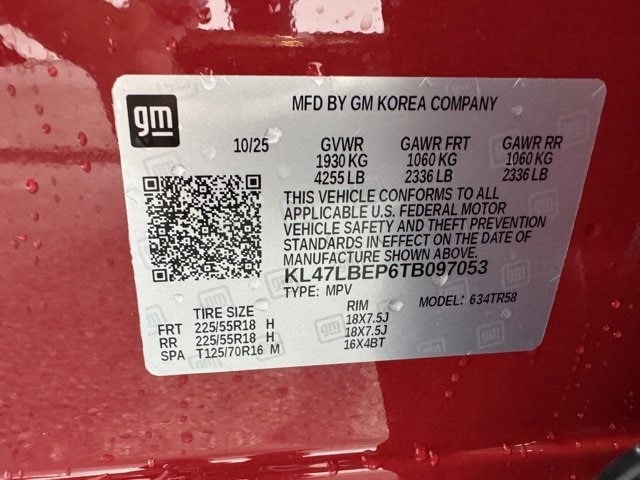 gm
MFD BY GM KOREA COMPANY
10/25 GVWR GAWR FRT GAWR RR
1930 KG 1060 KG 1060 KG
4255 LB 2336 LB 2336 LB
THIS VEHICLE CONFORMS TO ALL
APPLICABLE U.S. FEDERAL MOTOR
VEHICLE SAFETY AND THEFT PREVENTION
STANDARDS IN EFFECT ON THE DATE OF
MANUFACTURE SHOWN ABOVE.
KL47LBEP6TB097053
TYPE: MPV MODEL: 634TR58
TIRE SIZE RIM
FRT 225/55R18 H 18X7.5J
RR 225/55R18 H 18X7.5J
SPA T125/70R16 M 16X4BT